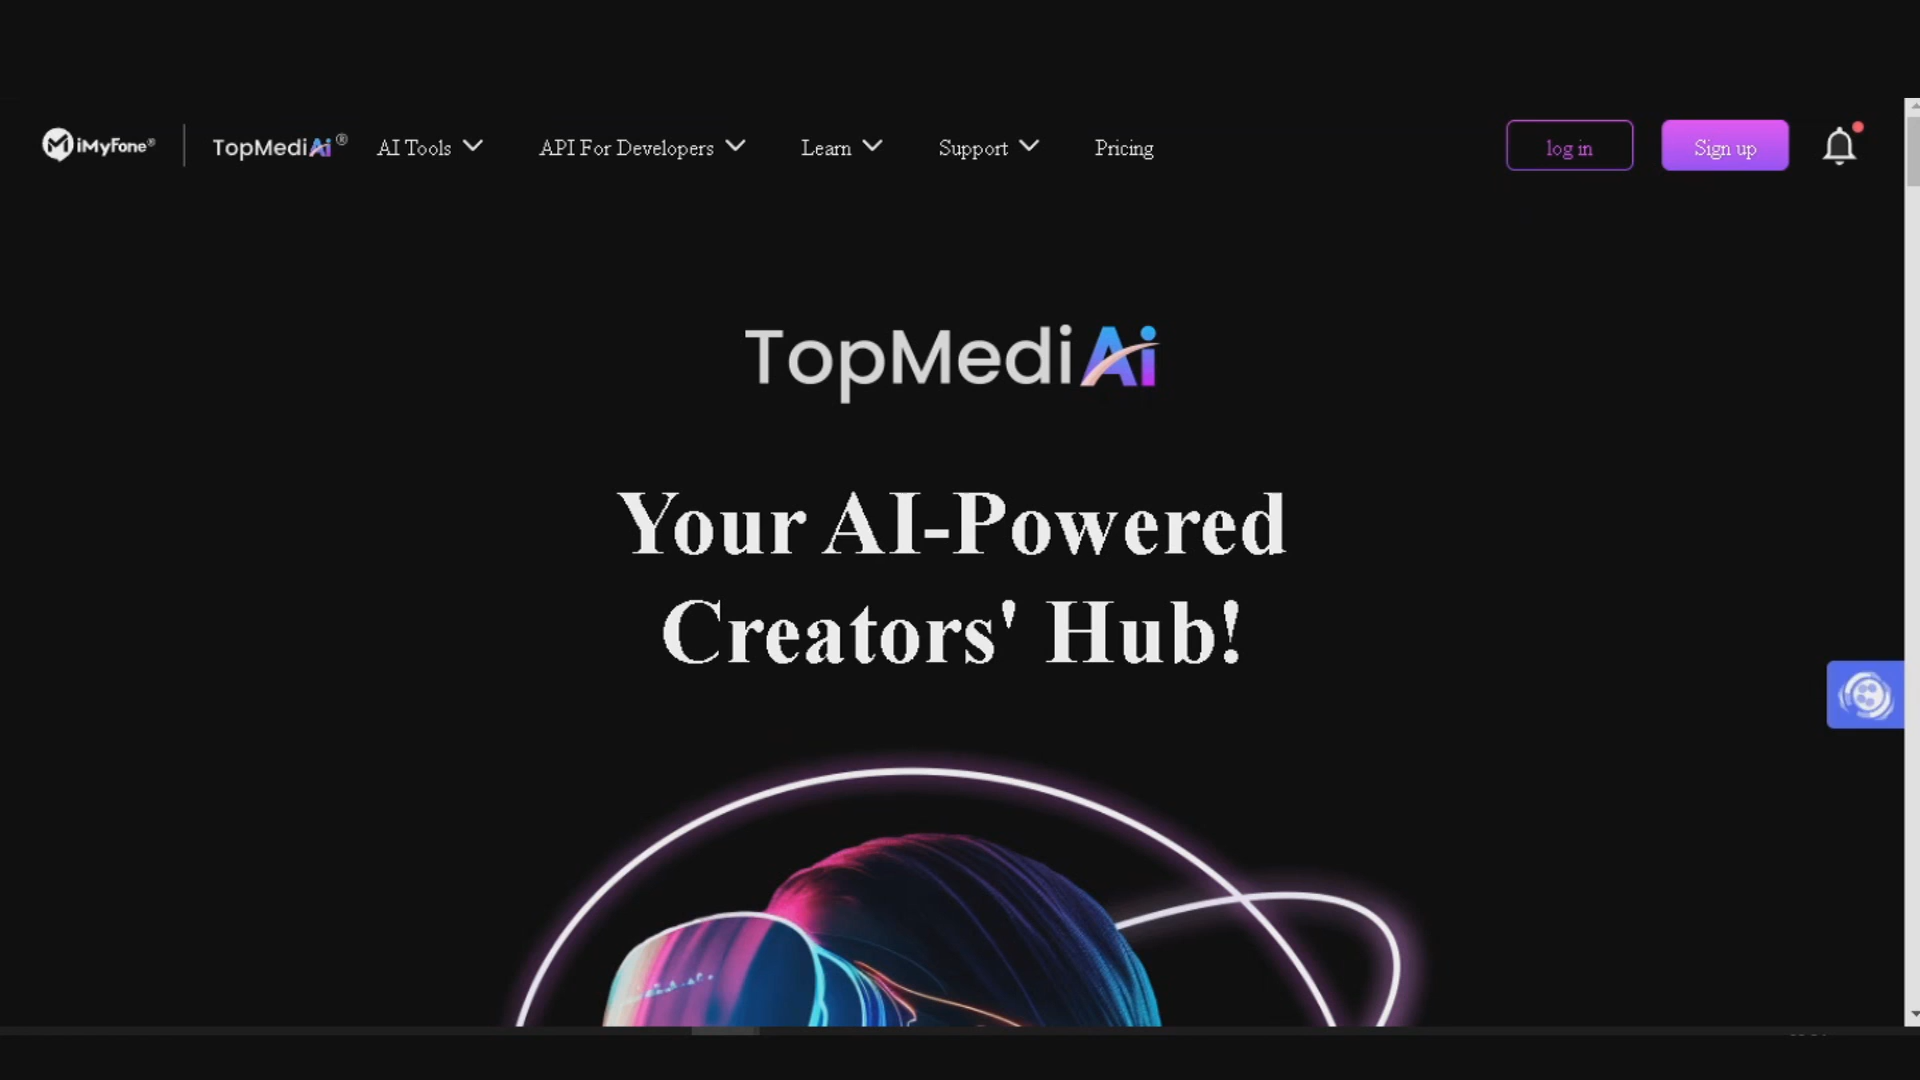 iMyFone® TopMediAi® AI Tools API For Developers Learn Support Pricing log in Sign up
TopMediAi
Your AI-Powered
Creators' Hub!